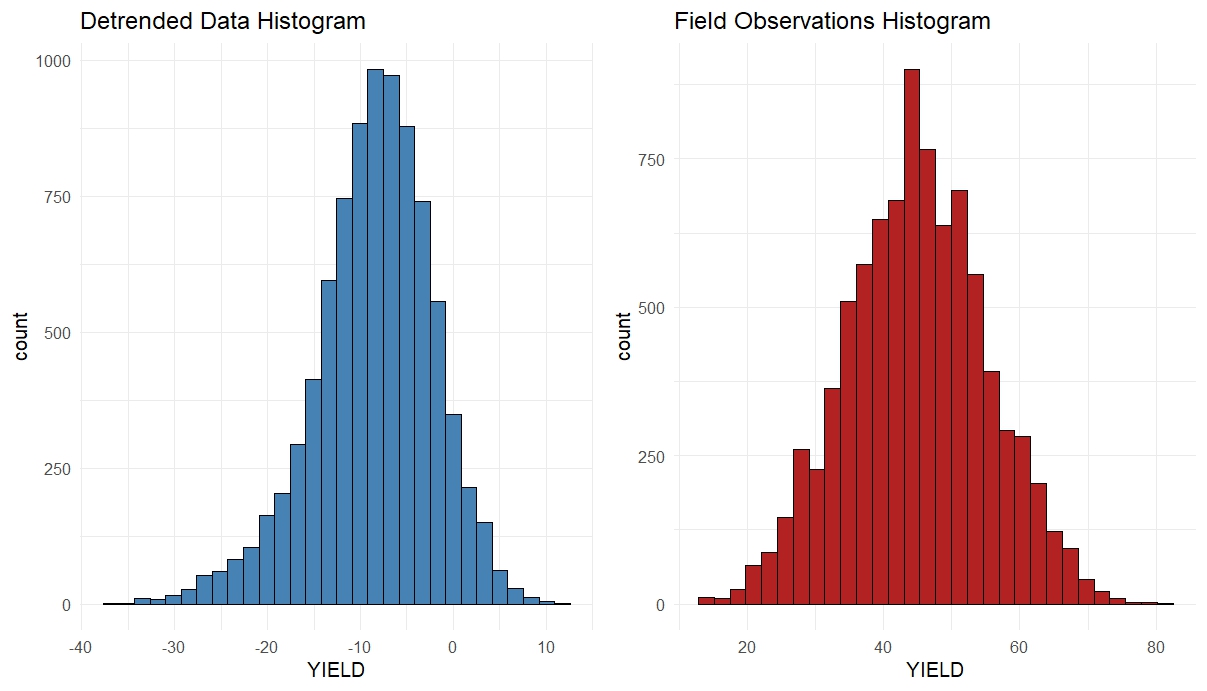 Detrended Data Histogram
1000
750
500
250
0
count
-40 -30 -20 -10 0 10
YIELD
Field Observations Histogram
750
500
250
0
count
20 40 60 80
YIELD